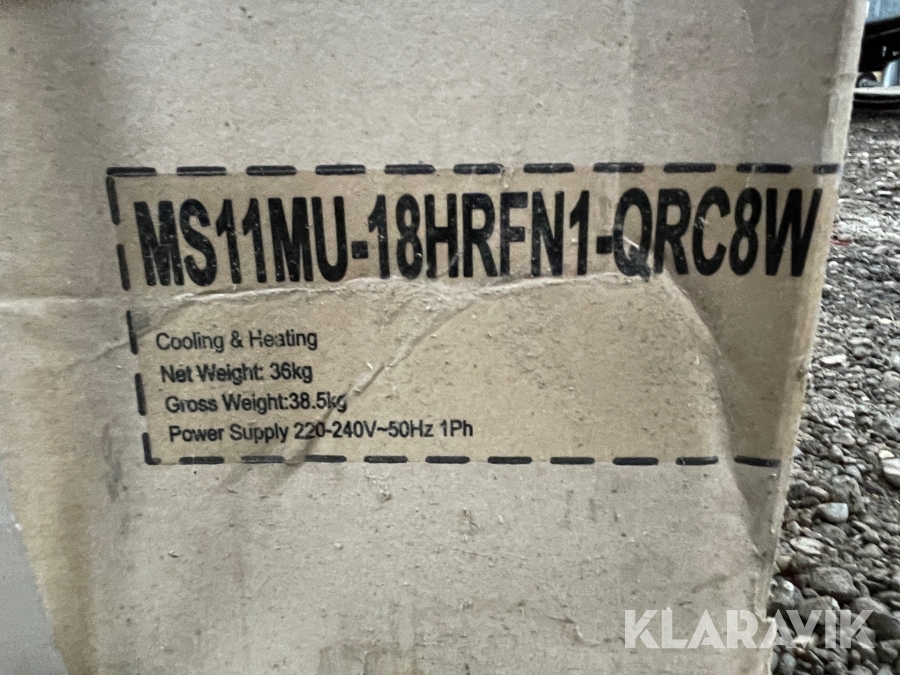 MS11MU-18HRFN1-QRC8W
Cooling & Heating
Net Weight: 36kg
Gross Weight:38.5kg
Power Supply 220-240V~50Hz 1Ph
KLARAVIK